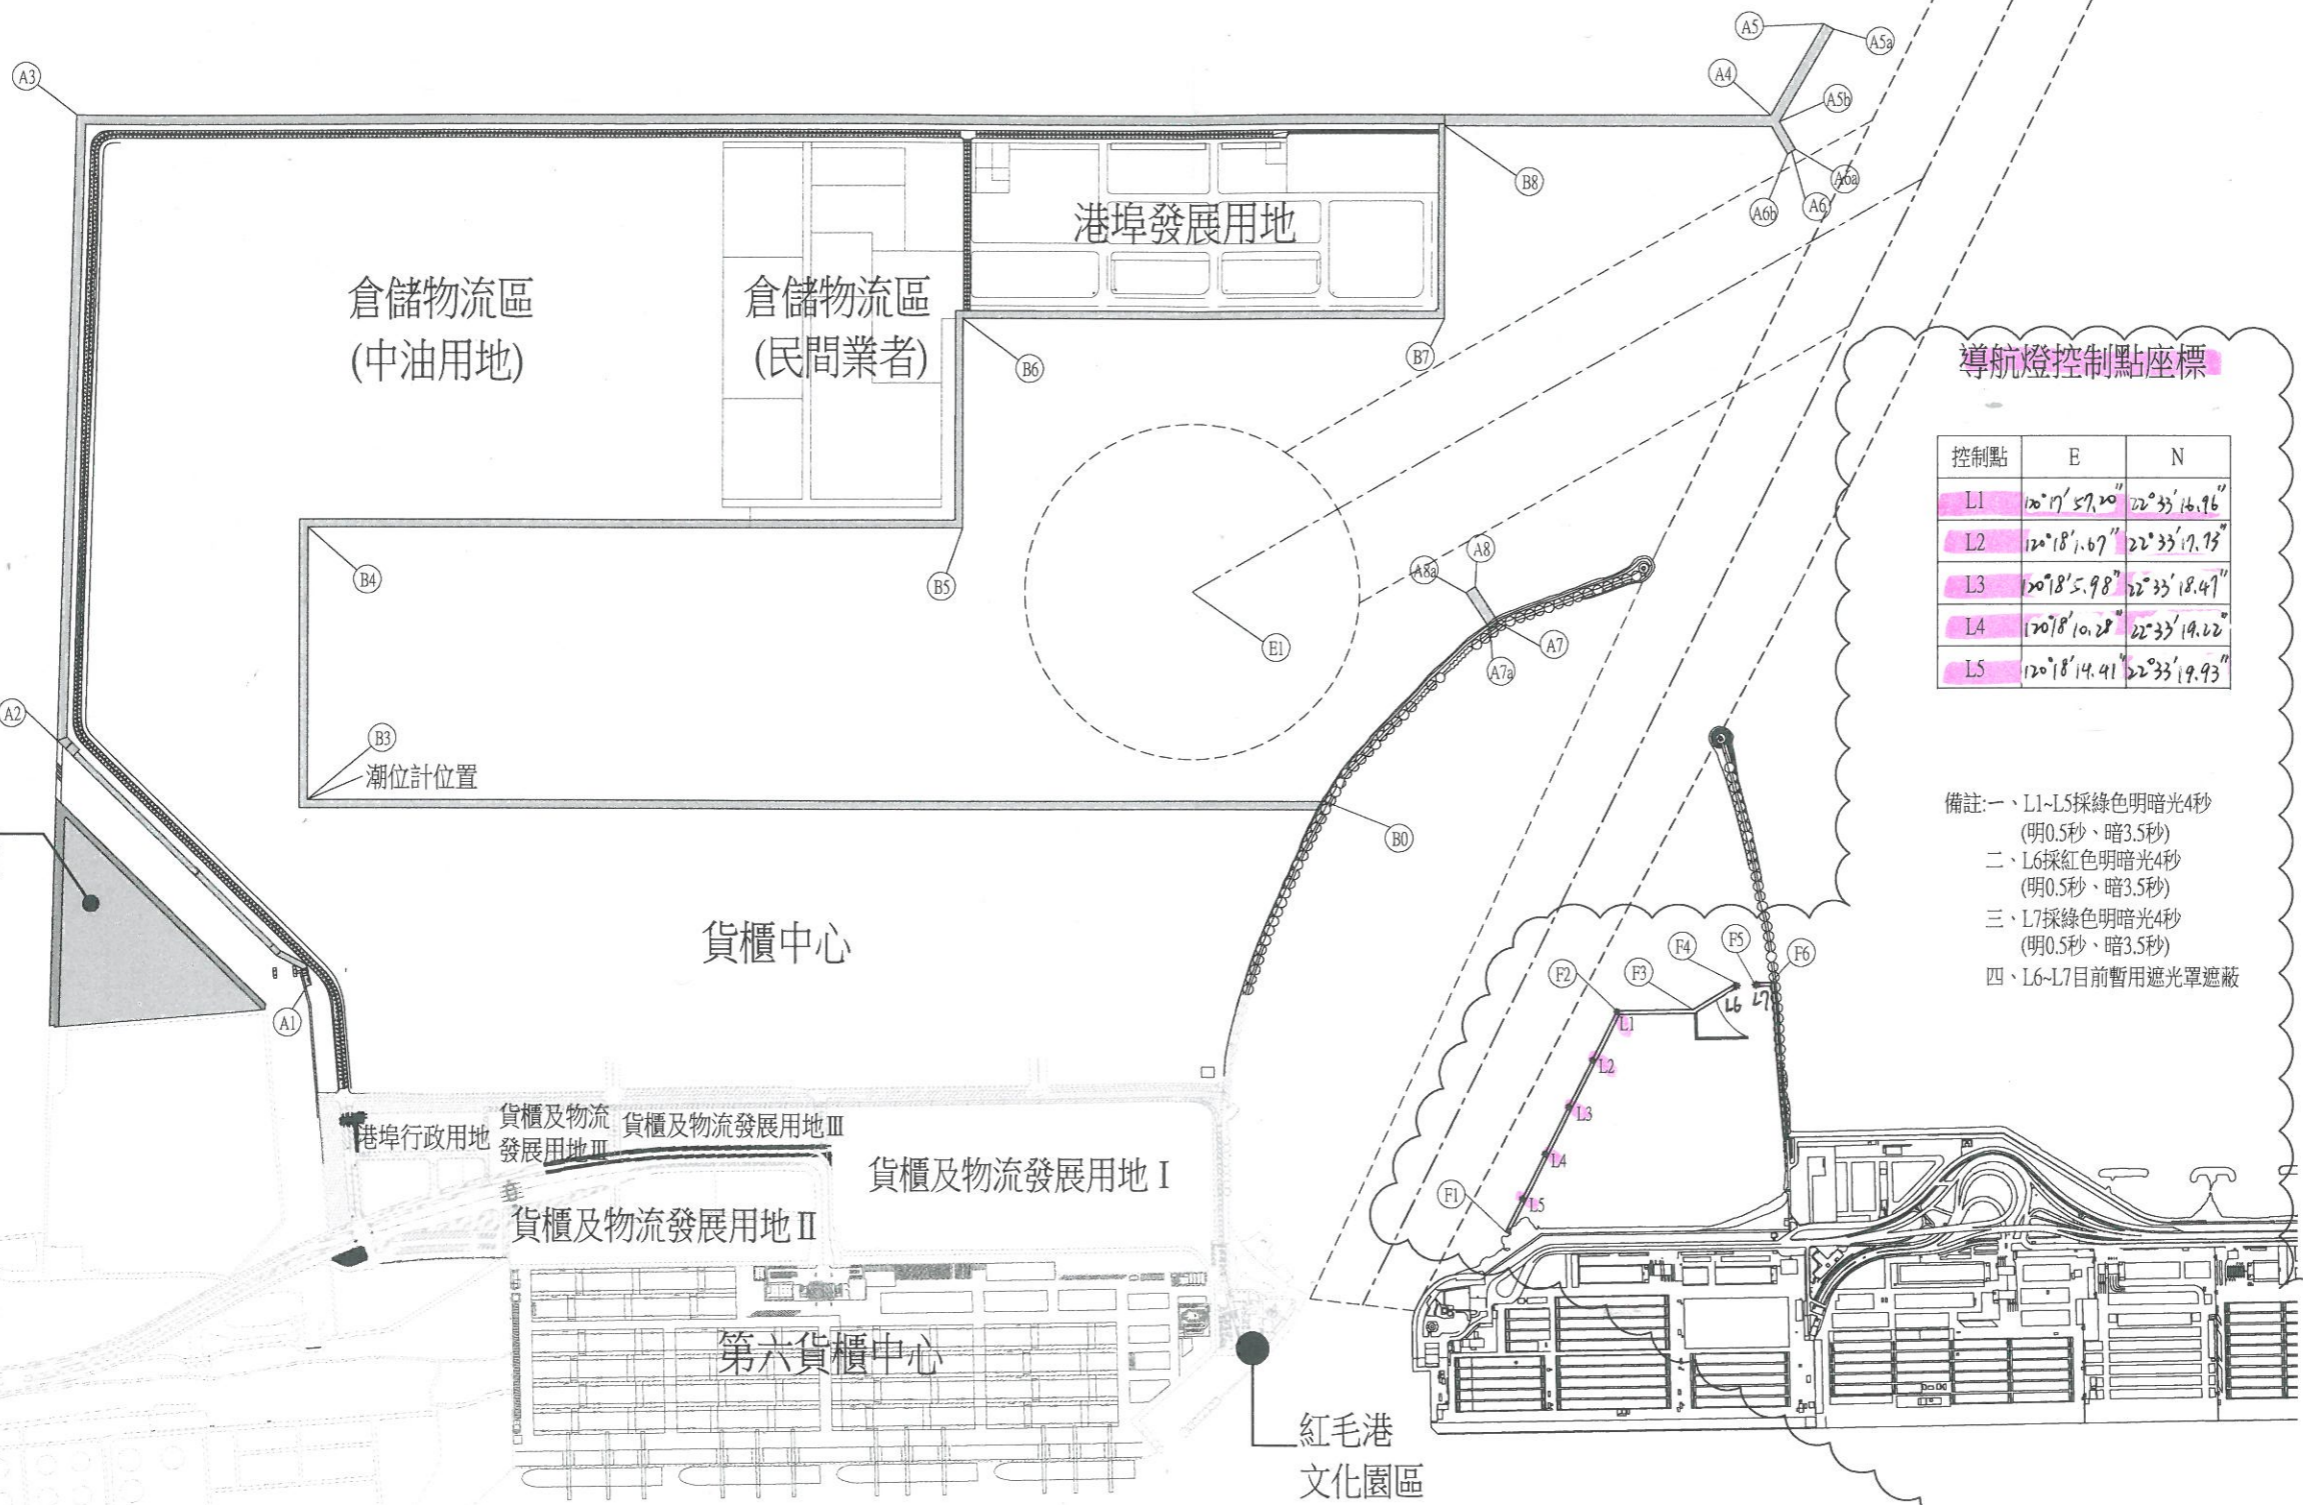 A5
A5a
A3
A4
A5b
A6a
B8
A6b
A6
港埠發展用地
倉儲物流區
(中油用地)
倉儲物流區
(民間業者)
B6
B7
導航燈控制點座標
控制點 E N
L1 120°17'57.20" 22°33'16.96"
L2 120°18'1.67" 22°33'17.73"
L3 120°18'5.98" 22°33'18.47"
L4 120°18'10.28" 22°33'19.22"
L5 120°18'14.41" 22°33'19.93"
B4
B5
A8a
A8
E1
A7
A7a
A2
B3
潮位計位置
B0
備註:一、L1~L5採綠色明暗光4秒
(明0.5秒、暗3.5秒)
二、L6採紅色明暗光4秒
(明0.5秒、暗3.5秒)
三、L7採綠色明暗光4秒
(明0.5秒、暗3.5秒)
四、L6~L7目前暫用遮光罩遮蔽
貨櫃中心
F2
F3
F4
F5
F6
L6
L7
A1
L1
L2
L3
L4
L5
F1
港埠行政用地
貨櫃及物流
發展用地Ⅲ
貨櫃及物流發展用地Ⅲ
貨櫃及物流發展用地Ⅰ
貨櫃及物流發展用地Ⅱ
第六貨櫃中心
紅毛港
文化園區